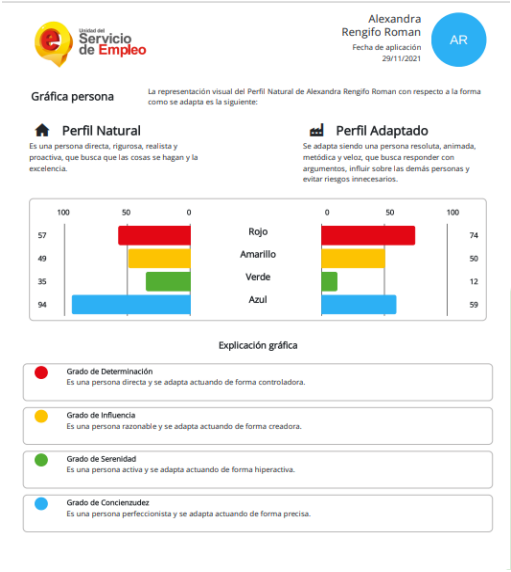 Unidad del
Servicio
de Empleo
Alexandra
Rengifo Roman
Fecha de aplicación
29/11/2021
AR
Gráfica persona
La representación visual del Perfil Natural de Alexandra Rengifo Roman con respecto a la forma
como se adapta es la siguiente:
Perfil Natural
Es una persona directa, rigurosa, realista y
proactiva, que busca que las cosas se hagan y la
excelencia.
Perfil Adaptado
Se adapta siendo una persona resoluta, animada,
metódica y veloz, que busca responder con
argumentos, influir sobre las demás personas y
evitar riesgos innecesarios.
100 50 0 0 50 100
57 Rojo 74
49 Amarillo 50
35 Verde 12
94 Azul 59
Explicación gráfica
Grado de Determinación
Es una persona directa y se adapta actuando de forma controladora.
Grado de Influencia
Es una persona razonable y se adapta actuando de forma creadora.
Grado de Serenidad
Es una persona activa y se adapta actuando de forma hiperactiva.
Grado de Concienzudez
Es una persona perfeccionista y se adapta actuando de forma precisa.